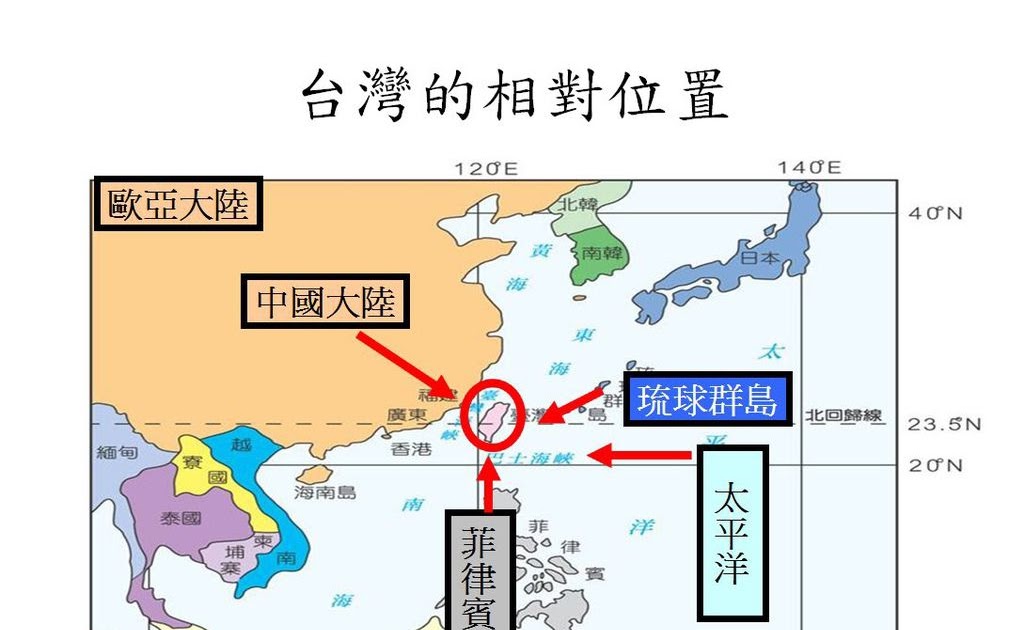 台灣的相對位置
120°E
140°E
歐亞大陸
40°N
北韓
黃
海
南韓
日本
中國大陸
東
海
太
琉球群島
琉
群
島
福建
臺
海
峽
臺灣
廣東
北回歸線
23.5°N
香港
平
緬甸
越
寮
國
巴士海峽
20°N
海南島
南
太平洋
泰國
洋
菲律賓
菲
律
賓
柬
埔
寨
南
海